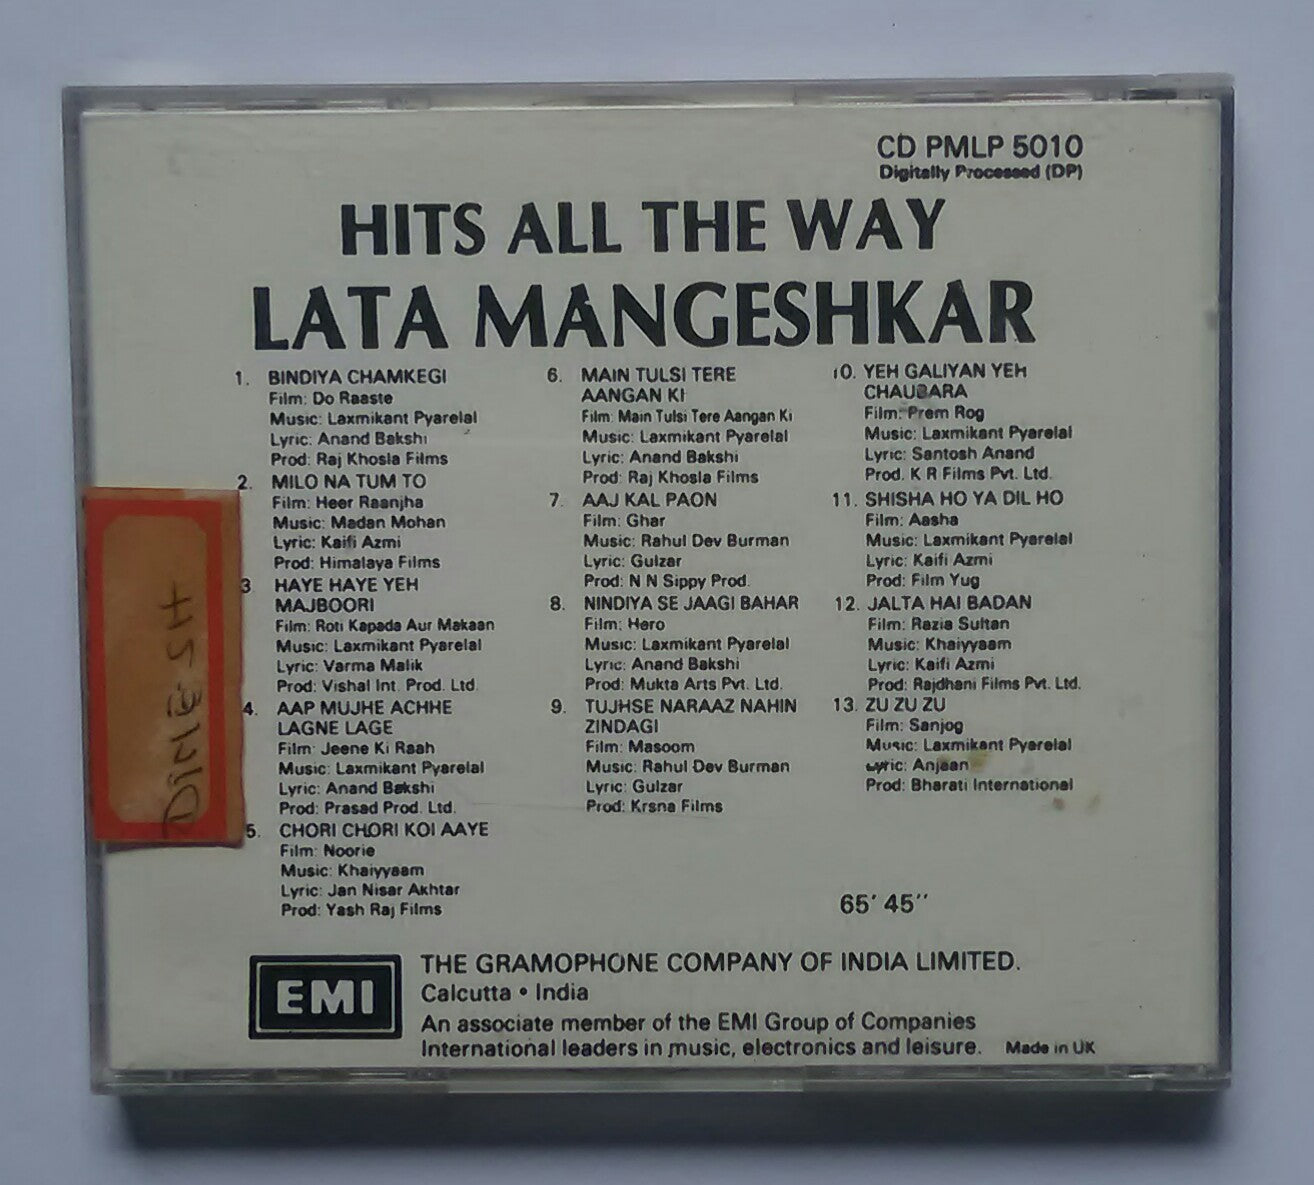 CD PMLP 5010
Digitally Processed (DP)
HITS ALL THE WAY
LATA MANGESHKAR
1. BINDIYA CHAMKEGI
Film: Do Raaste
Music: Laxmikant Pyarelal
Lyric: Anand Bakshi
Prod: Raj Khosla Films
2. MILO NA TUM TO
Film: Heer Raanjha
Music: Madan Mohan
Lyric: Kaifi Azmi
Prod: Himalaya Films
3 HAYE HAYE YEH
MAJBOORI
Film: Roti Kapada Aur Makaan
Music: Laxmikant Pyarelal
Lyric: Varma Malik
Prod: Vishal Int. Prod. Ltd.
4. AAP MUJHE ACHHE
LAGNE LAGE
Film: Jeene Ki Raah
Music: Laxmikant Pyarelal
Lyric: Anand Bakshi
Prod: Prasad Prod. Ltd.
5. CHORI CHORI KOI AAYE
Film: Noorie
Music: Khaiyyaam
Lyric: Jan Nisar Akhtar
Prod: Yash Raj Films
6. MAIN TULSI TERE
AANGAN KI
Film: Main Tulsi Tere Aangan Ki
Music: Laxmikant Pyarelal
Lyric: Anand Bakshi
Prod: Raj Khosla Films
7. AAJ KAL PAON
Film: Ghar
Music: Rahul Dev Burman
Lyric: Gulzar
Prod: N N Sippy Prod.
8. NINDIYA SE JAAGI BAHAR
Film: Hero
Music: Laxmikant Pyarelal
Lyric: Anand Bakshi
Prod: Mukta Arts Pvt. Ltd.
9. TUJHSE NARAAZ NAHIN
ZINDAGI
Film: Masoom
Music: Rahul Dev Burman
Lyric: Gulzar
Prod: Krsna Films
10. YEH GALIYAN YEH
CHAUBARA
Film: Prem Rog
Music: Laxmikant Pyarelal
Lyric: Santosh Anand
Prod. K R Films Pvt. Ltd.
11. SHISHA HO YA DIL HO
Film: Aasha
Music: Laxmikant Pyarelal
Lyric: Kaifi Azmi
Prod: Film Yug
12. JALTA HAI BADAN
Film: Razia Sultan
Music: Khaiyyaam
Lyric: Kaifi Azmi
Prod: Rajdhani Films Pvt. Ltd.
13. ZU ZU ZU
Film: Sanjog
Music: Laxmikant Pyarelal
Lyric: Anjaan
Prod: Bharati International
65' 45''
DINESH
EMI
THE GRAMOPHONE COMPANY OF INDIA LIMITED.
Calcutta • India
An associate member of the EMI Group of Companies
International leaders in music, electronics and leisure. Made in UK